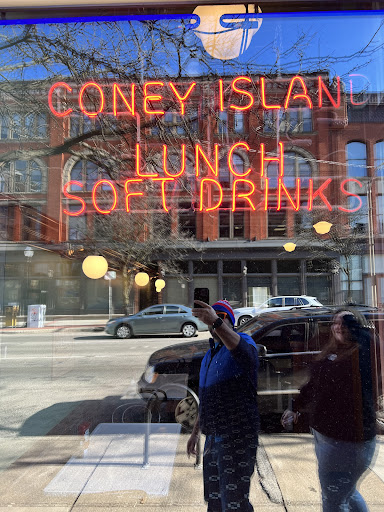 CONEY ISLAND
LUNCH
SOFT DRINKS